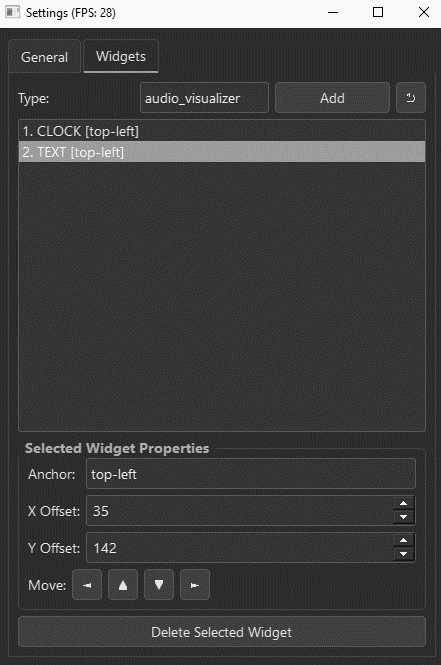 Settings (FPS: 28)
General Widgets
Type: audio_visualizer Add
1. CLOCK [top-left]
2. TEXT [top-left]
Selected Widget Properties
Anchor: top-left
X Offset: 35
Y Offset: 142
Move:
Delete Selected Widget